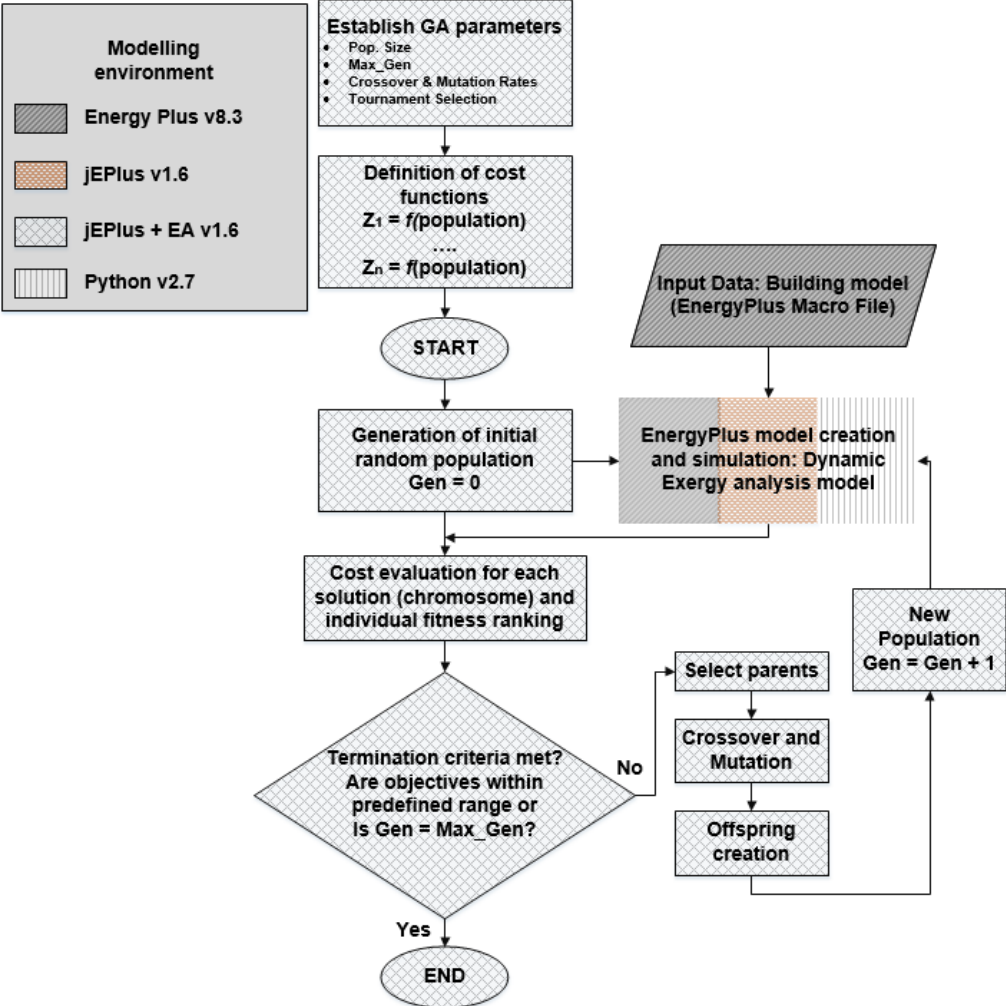 Modelling
environment
Energy Plus v8.3
jEPlus v1.6
jEPlus + EA v1.6
Python v2.7
Establish GA parameters
• Pop. Size
• Max_Gen
• Crossover & Mutation Rates
• Tournament Selection
Definition of cost
functions
Z₁ = f(population)
....
Zₙ = f(population)
START
Input Data: Building model
(EnergyPlus Macro File)
Generation of initial
random population
Gen = 0
EnergyPlus model creation
and simulation: Dynamic
Exergy analysis model
Cost evaluation for each
solution (chromosome) and
individual fitness ranking
New
Population
Gen = Gen + 1
Select parents
Crossover and
Mutation
Offspring
creation
Termination criteria met?
Are objectives within
predefined range or
Is Gen = Max_Gen?
No
Yes
END